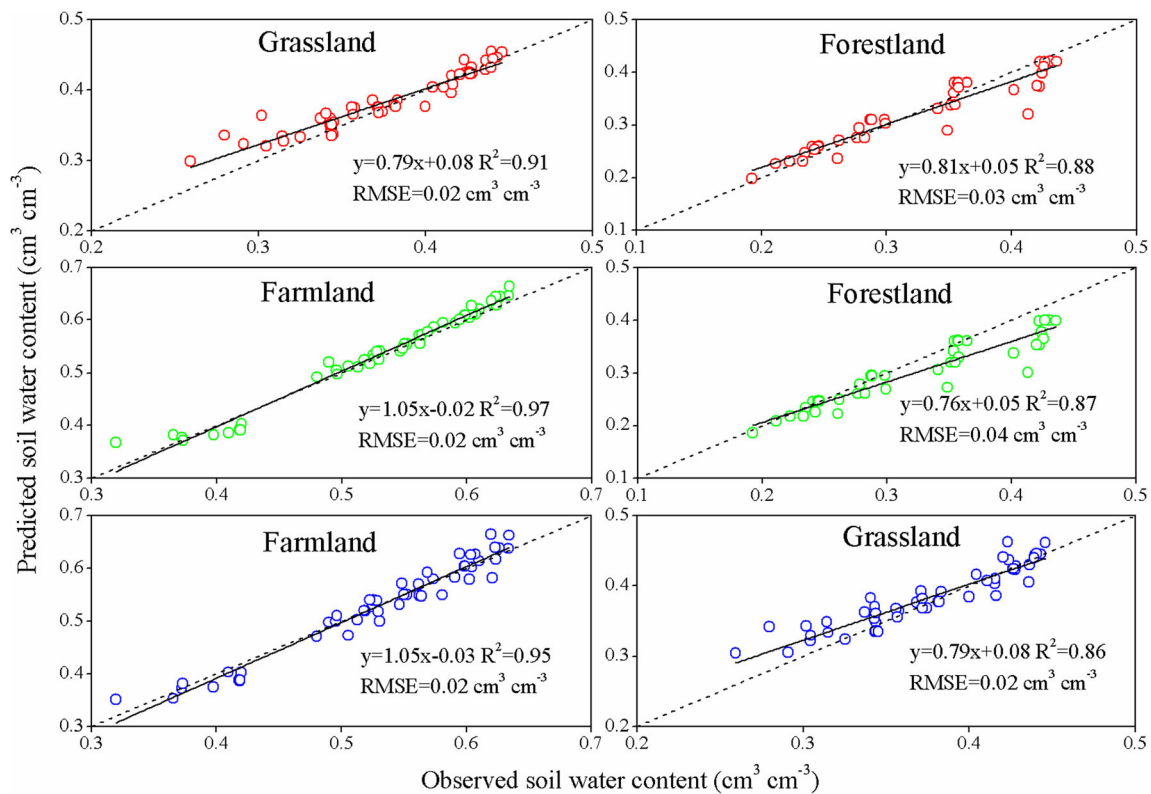 Predicted soil water content (cm³ cm⁻³)
0.5
0.4
0.3
0.2
Grassland
y=0.79x+0.08 R²=0.91
RMSE=0.02 cm³ cm⁻³
0.2 0.3 0.4 0.5
0.5
0.4
0.3
0.2
0.1
Forestland
y=0.81x+0.05 R²=0.88
RMSE=0.03 cm³ cm⁻³
0.1 0.2 0.3 0.4 0.5
0.7
0.6
0.5
0.4
0.3
Farmland
y=1.05x-0.02 R²=0.97
RMSE=0.02 cm³ cm⁻³
0.3 0.4 0.5 0.6 0.7
0.5
0.4
0.3
0.2
0.1
Forestland
y=0.76x+0.05 R²=0.87
RMSE=0.04 cm³ cm⁻³
0.1 0.2 0.3 0.4 0.5
0.7
0.6
0.5
0.4
0.3
Farmland
y=1.05x-0.03 R²=0.95
RMSE=0.02 cm³ cm⁻³
0.3 0.4 0.5 0.6 0.7
0.5
0.4
0.3
0.2
Grassland
y=0.79x+0.08 R²=0.86
RMSE=0.02 cm³ cm⁻³
0.2 0.3 0.4 0.5
Observed soil water content (cm³ cm⁻³)